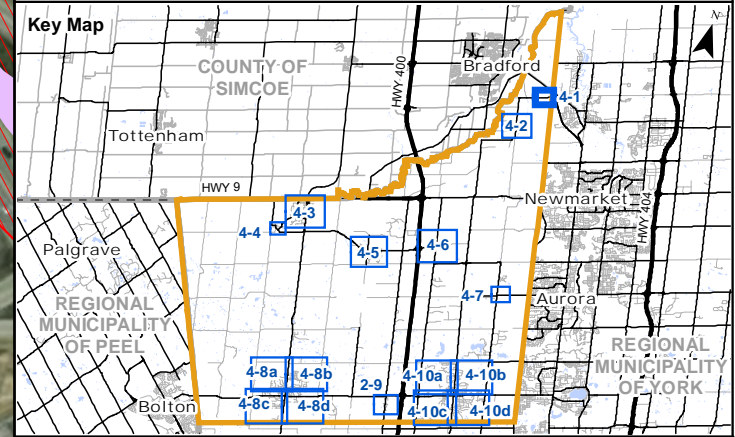 Key Map
N
COUNTY OF
SIMCOE
HWY 400
Bradford
4-1
4-2
Tottenham
HWY 9
4-3
4-4
Newmarket
HWY 404
4-5
4-6
Palgrave
4-7
Aurora
REGIONAL
MUNICIPALITY
OF PEEL
REGIONAL
MUNICIPALITY
OF YORK
4-8a
4-8b
4-10a
4-10b
Bolton
4-8c
4-8d
2-9
4-10c
4-10d